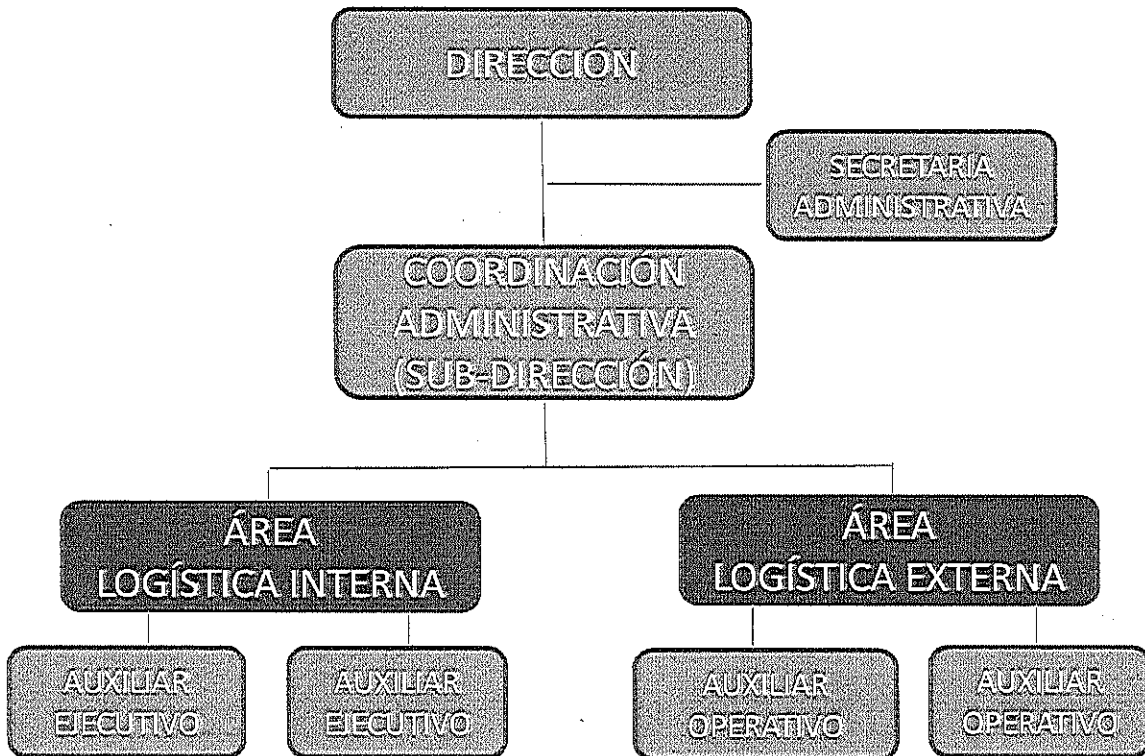 DIRECCIÓN
SECRETARIA
ADMINISTRATIVA
COORDINACIÓN
ADMINISTRATIVA
(SUB-DIRECCIÓN)
ÁREA
LOGÍSTICA INTERNA
ÁREA
LOGÍSTICA EXTERNA
AUXILIAR
EJECUTIVO
AUXILIAR
EJECUTIVO
AUXILIAR
OPERATIVO
AUXILIAR
OPERATIVO